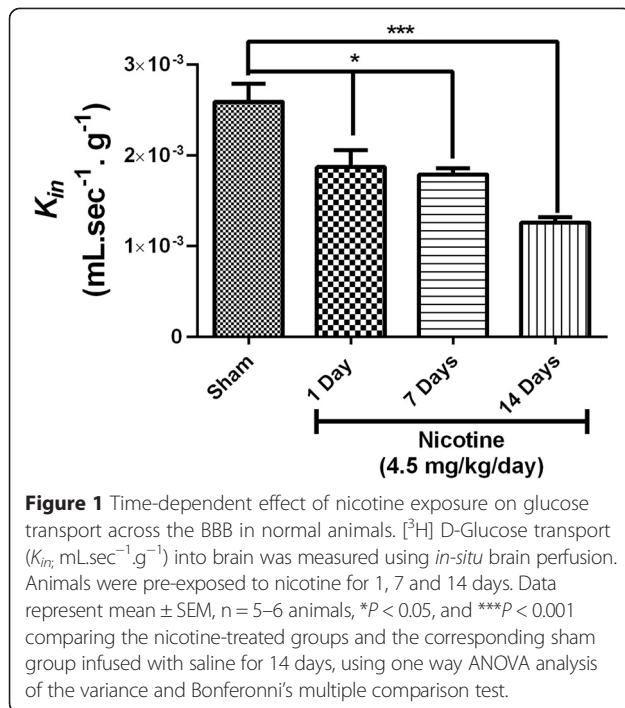 ***
*
3×10⁻³
2×10⁻³
1×10⁻³
0
K_in
(mL.sec⁻¹. g⁻¹)
Sham
1 Day
7 Days
14 Days
Nicotine
(4.5 mg/kg/day)
Figure 1 Time-dependent effect of nicotine exposure on glucose
transport across the BBB in normal animals. [³H] D-Glucose transport
(K_in; mL.sec⁻¹.g⁻¹) into brain was measured using in-situ brain perfusion.
Animals were pre-exposed to nicotine for 1, 7 and 14 days. Data
represent mean ± SEM, n = 5–6 animals, *P < 0.05, and ***P < 0.001
comparing the nicotine-treated groups and the corresponding sham
group infused with saline for 14 days, using one way ANOVA analysis
of the variance and Bonferonni's multiple comparison test.